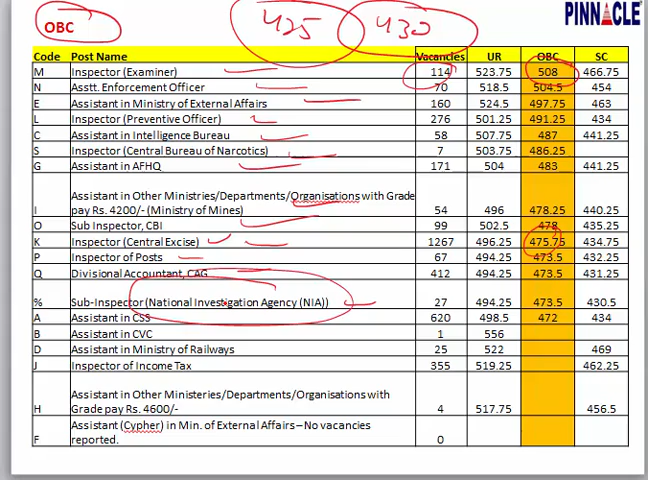 PINNACLE
OBC 425 430
Code Post Name Vacancies UR OBC SC
M Inspector (Examiner) 114 523.75 508 466.75
N Asstt. Enforcement Officer 70 518.5 504.5 454
E Assistant in Ministry of External Affairs 160 524.5 497.75 463
L Inspector (Preventive Officer) 276 501.25 491.25 434
C Assistant in Intelligence Bureau 58 507.75 487 441.25
S Inspector (Central Bureau of Narcotics) 7 503.75 486.25
G Assistant in AFHQ 171 504 483 441.25
Assistant in Other Ministries/Departments/Organisations with Grade
I pay Rs. 4200/- (Ministry of Mines) 54 496 478.25 440.25
O Sub Inspector, CBI 99 502.5 478 435.25
K Inspector (Central Excise) 1267 496.25 475.75 434.75
P Inspector of Posts 67 494.25 473.5 432.25
Q Divisional Accountant, CAG 412 494.25 473.5 431.25
% Sub-Inspector (National Investigation Agency (NIA)) 27 494.25 473.5 430.5
A Assistant in CSS 620 498.5 472 434
B Assistant in CVC 1 556
D Assistant in Ministry of Railways 25 522 469
J Inspector of Income Tax 355 519.25 462.25
Assistant in Other Ministeries/Departments/Organisations with
H Grade pay Rs. 4600/- 4 517.75 456.5
Assistant (Cypher) in Min. of External Affairs–No vacancies
F reported. 0